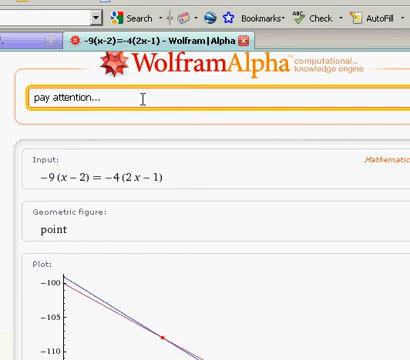 Search Bookmarks Check AutoFill
-9(x-2)=-4(2x-1) - Wolfram|Alpha
WolframAlpha computational...
knowledge engine
pay attention...
Input:
−9 (x − 2) = −4 (2 x − 1)
Geometric figure:
point
Plot:
−100
−105
−110